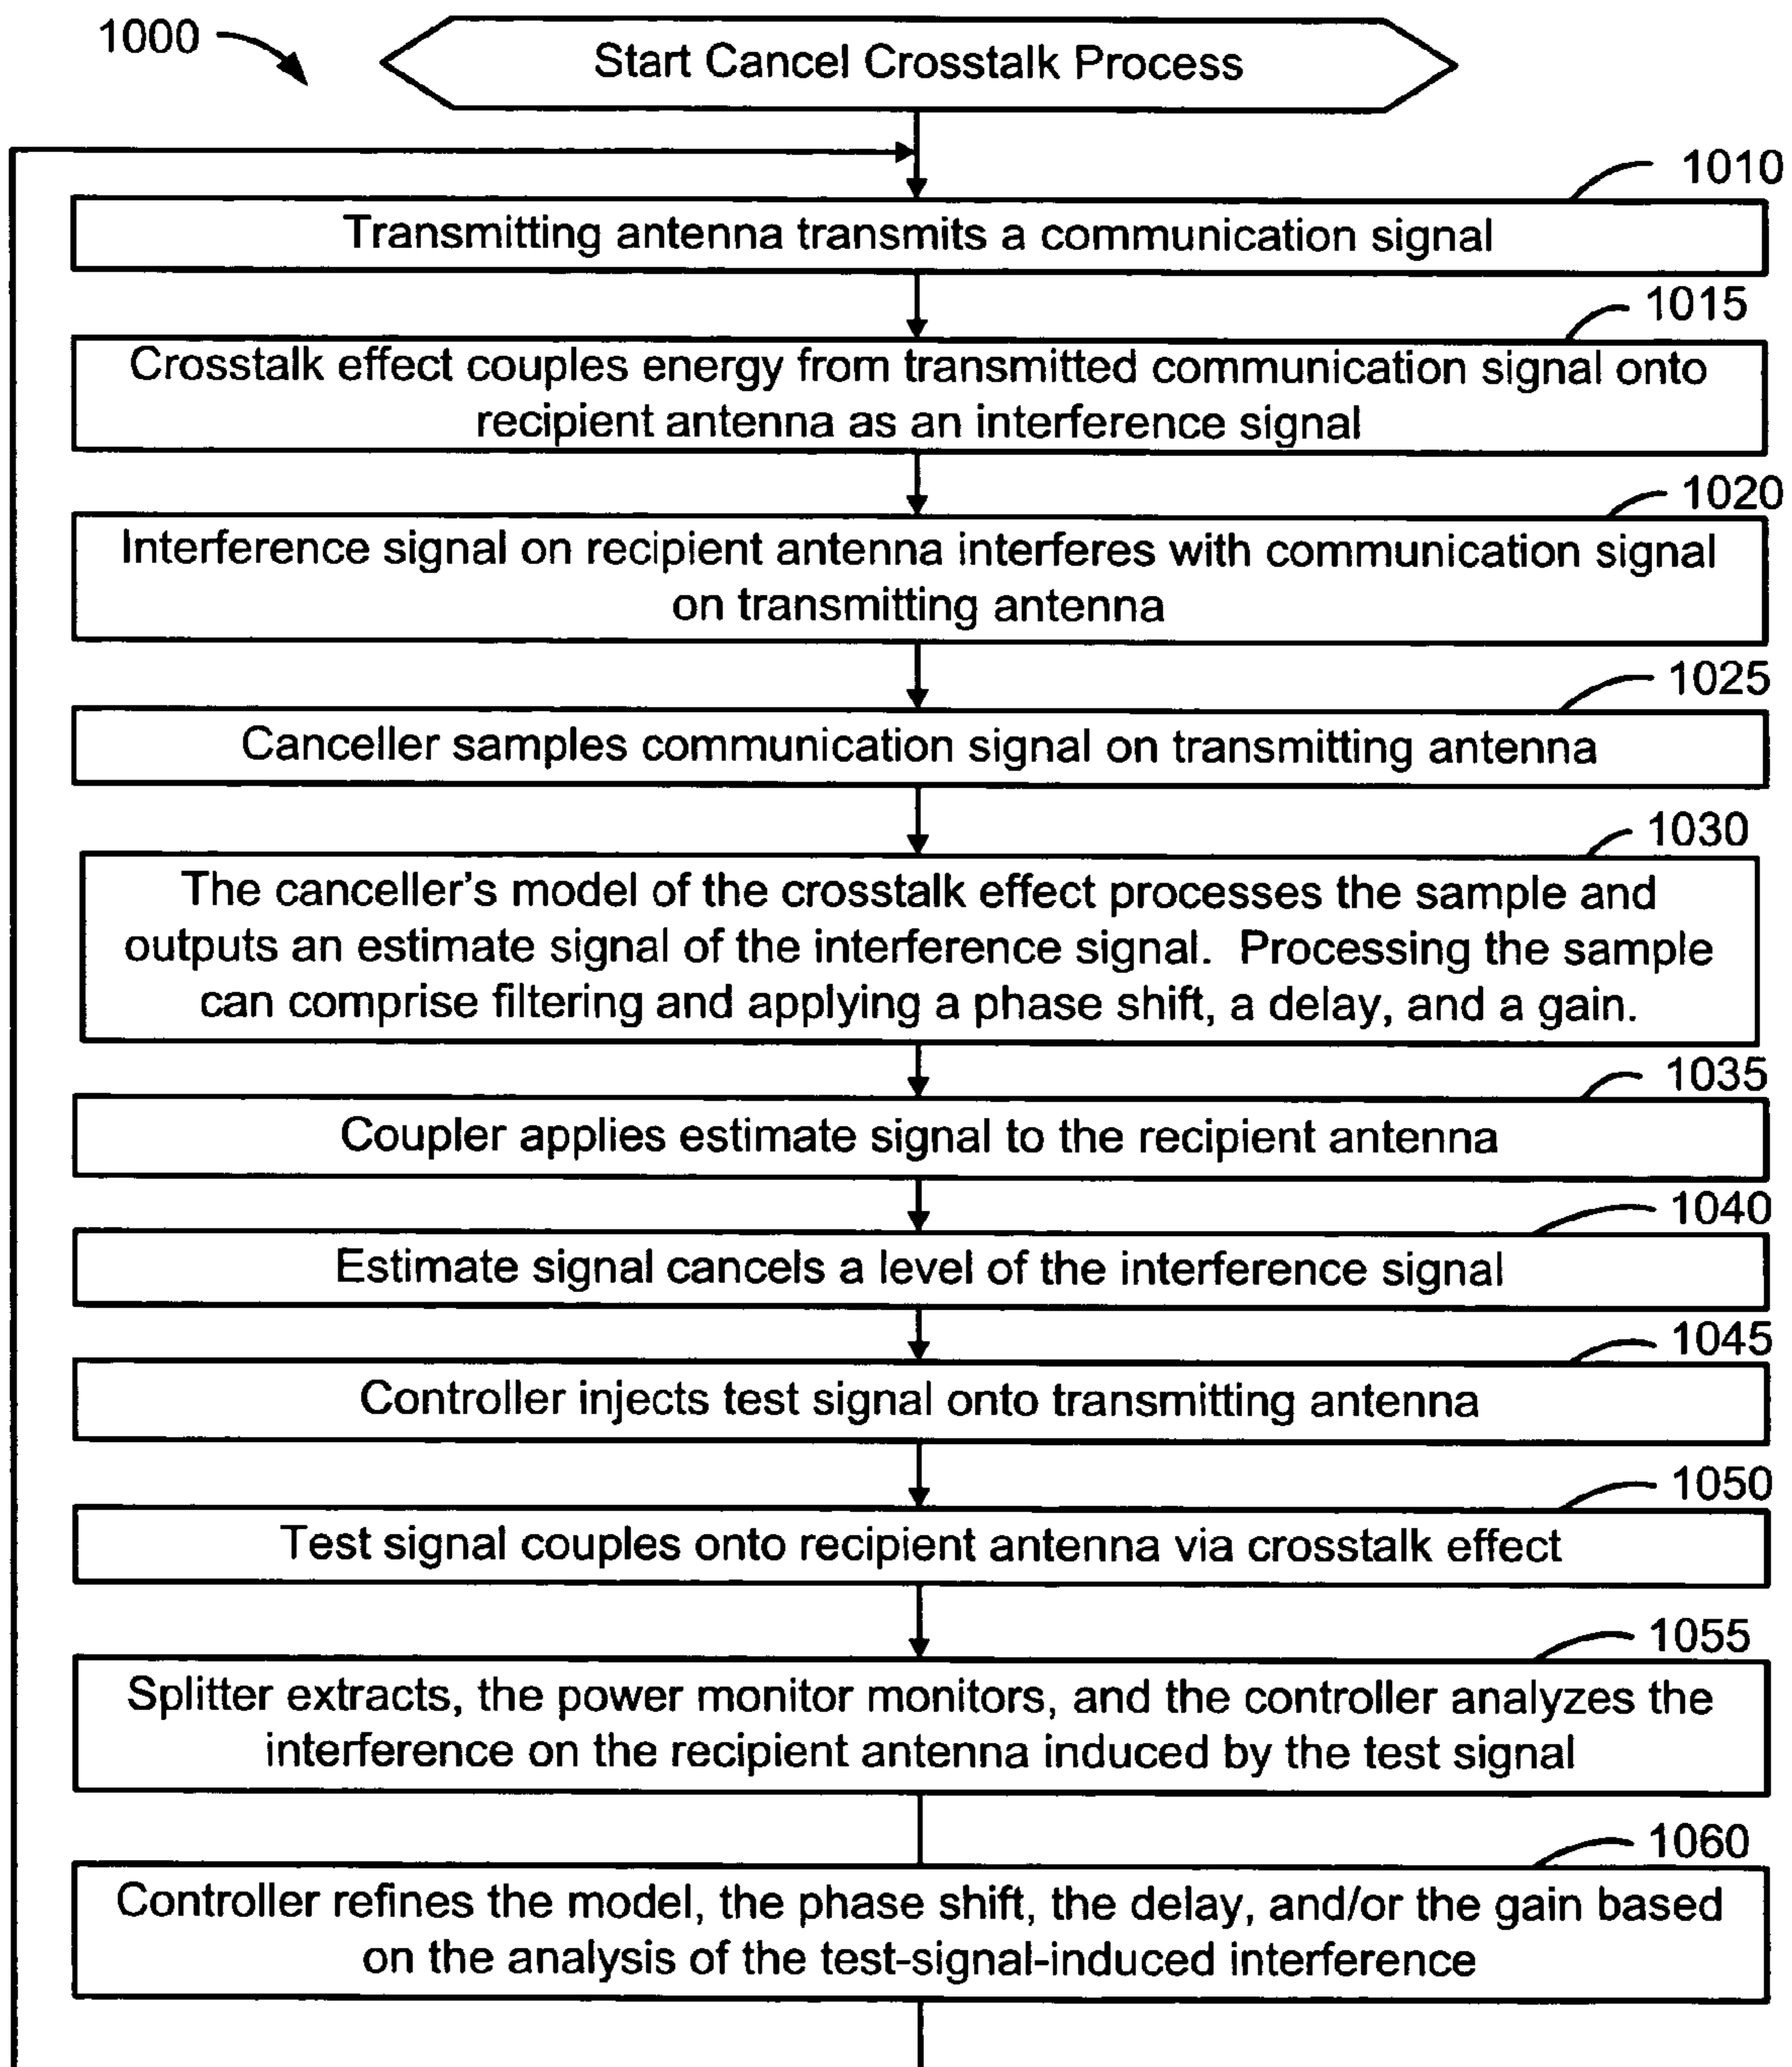 1000
Start Cancel Crosstalk Process
1010
Transmitting antenna transmits a communication signal
1015
Crosstalk effect couples energy from transmitted communication signal onto
recipient antenna as an interference signal
1020
Interference signal on recipient antenna interferes with communication signal
on transmitting antenna
1025
Canceller samples communication signal on transmitting antenna
1030
The canceller's model of the crosstalk effect processes the sample and
outputs an estimate signal of the interference signal. Processing the sample
can comprise filtering and applying a phase shift, a delay, and a gain.
1035
Coupler applies estimate signal to the recipient antenna
1040
Estimate signal cancels a level of the interference signal
1045
Controller injects test signal onto transmitting antenna
1050
Test signal couples onto recipient antenna via crosstalk effect
1055
Splitter extracts, the power monitor monitors, and the controller analyzes the
interference on the recipient antenna induced by the test signal
1060
Controller refines the model, the phase shift, the delay, and/or the gain based
on the analysis of the test-signal-induced interference